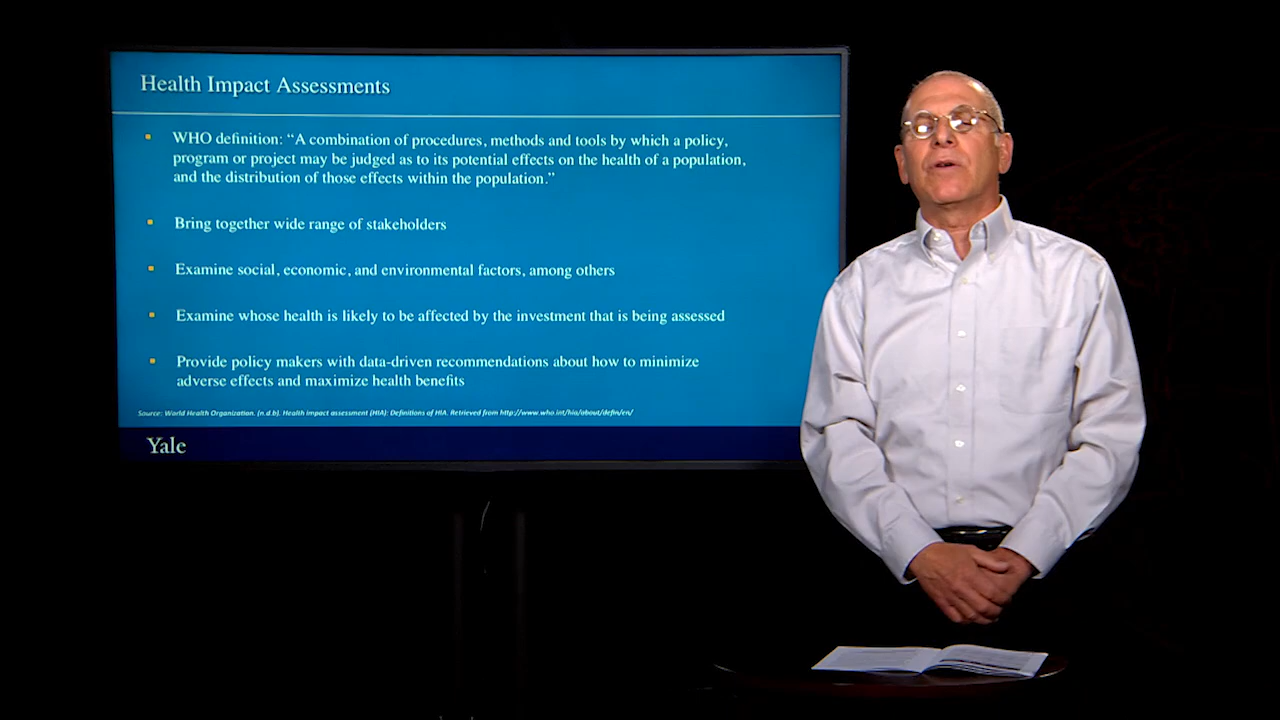 Health Impact Assessments
WHO definition: “A combination of procedures, methods and tools by which a policy,
program or project may be judged as to its potential effects on the health of a population,
and the distribution of those effects within the population.”
Bring together wide range of stakeholders
Examine social, economic, and environmental factors, among others
Examine whose health is likely to be affected by the investment that is being assessed
Provide policy makers with data-driven recommendations about how to minimize
adverse effects and maximize health benefits
Source: World Health Organization. (n.d.b). Health impact assessment (HIA): Definitions of HIA. Retrieved from http://www.who.int/hia/about/defin/en/
Yale